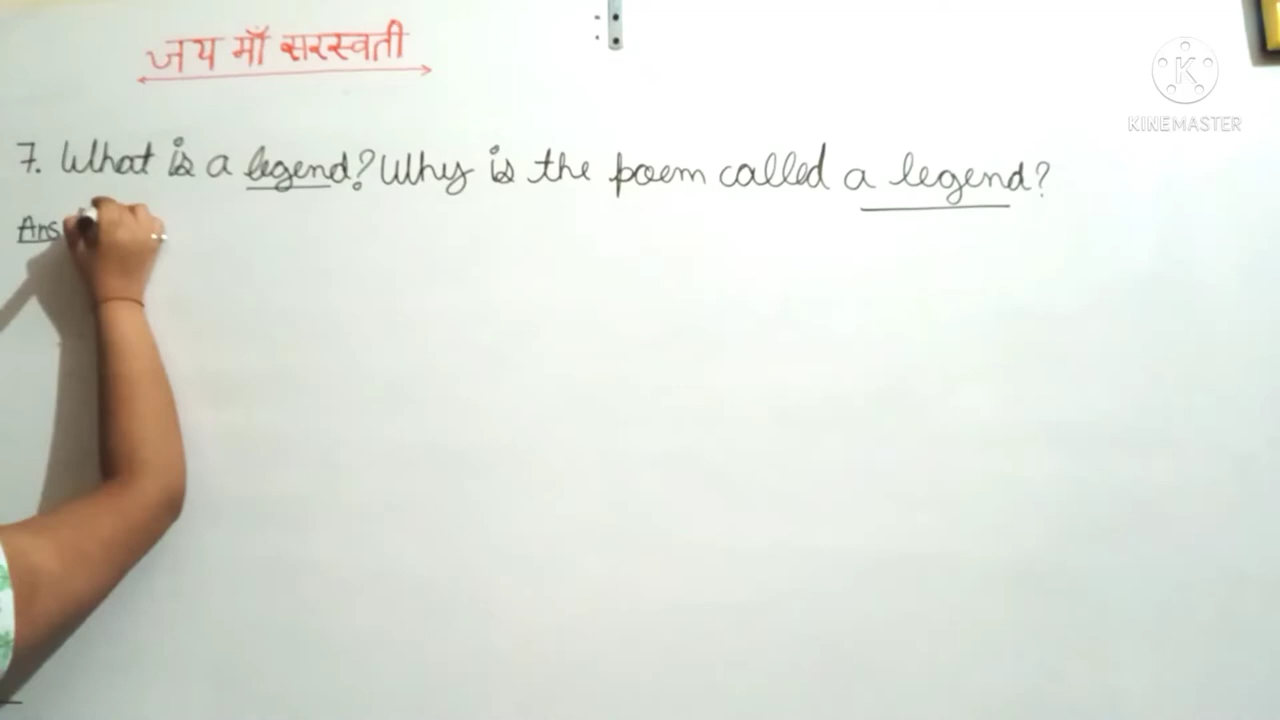 जय माँ सरस्वती
KINEMASTER
7. What is a legend? Why is the poem called a legend?
Ans